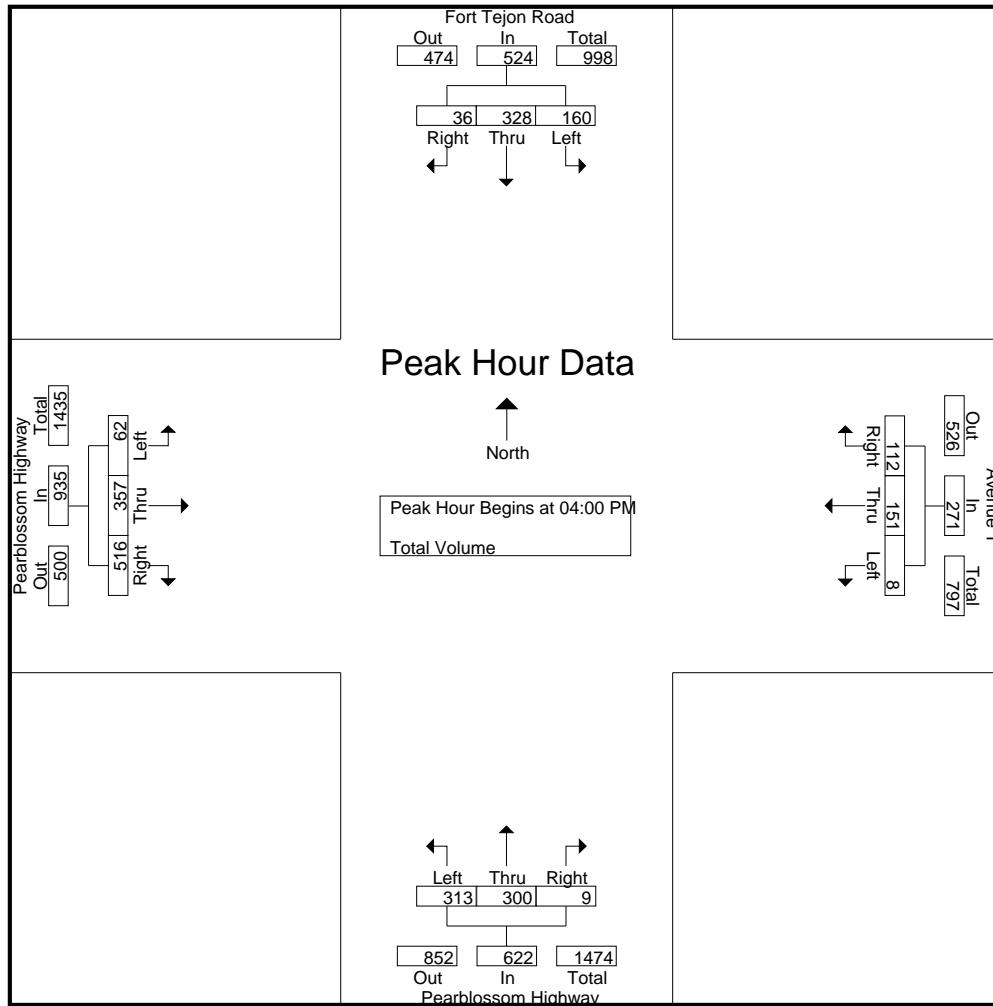 Fort Tejon Road
Out In Total
474 524 998
36 328 160
Right Thru Left
Peak Hour Data
North
Peak Hour Begins at 04:00 PM
Total Volume
Pearblossom Highway
Out In Total
500 935 1435
516 357 62
Right Thru Left
Avenue
Out In Total
526 271 797
112 151 8
Right Thru Left
Left Thru Right
313 300 9
852 622 1474
Out In Total
Pearblossom Highway